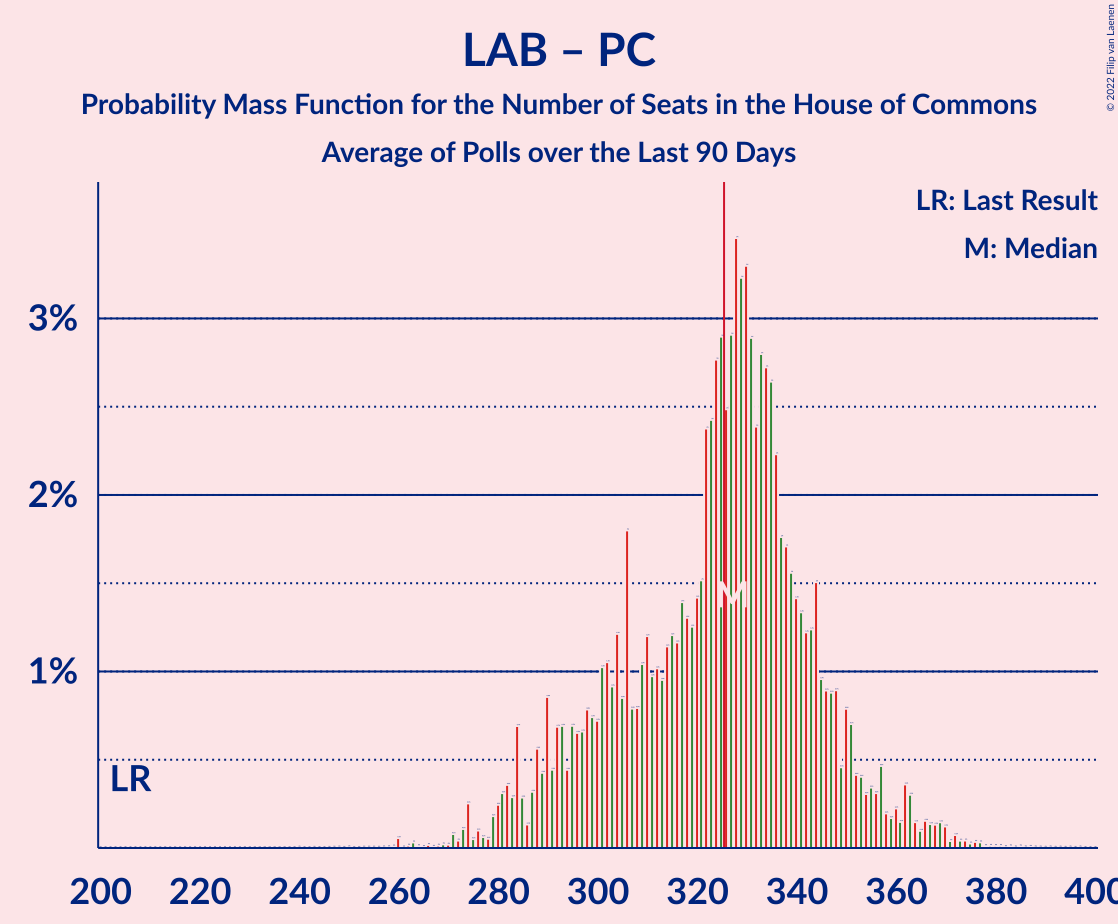 LAB – PC
Probability Mass Function for the Number of Seats in the House of Commons
Average of Polls over the Last 90 Days
© 2022 Filip van Laenen
LR: Last Result
M: Median
3%
2%
1%
M
LR
200 220 240 260 280 300 320 340 360 380 400